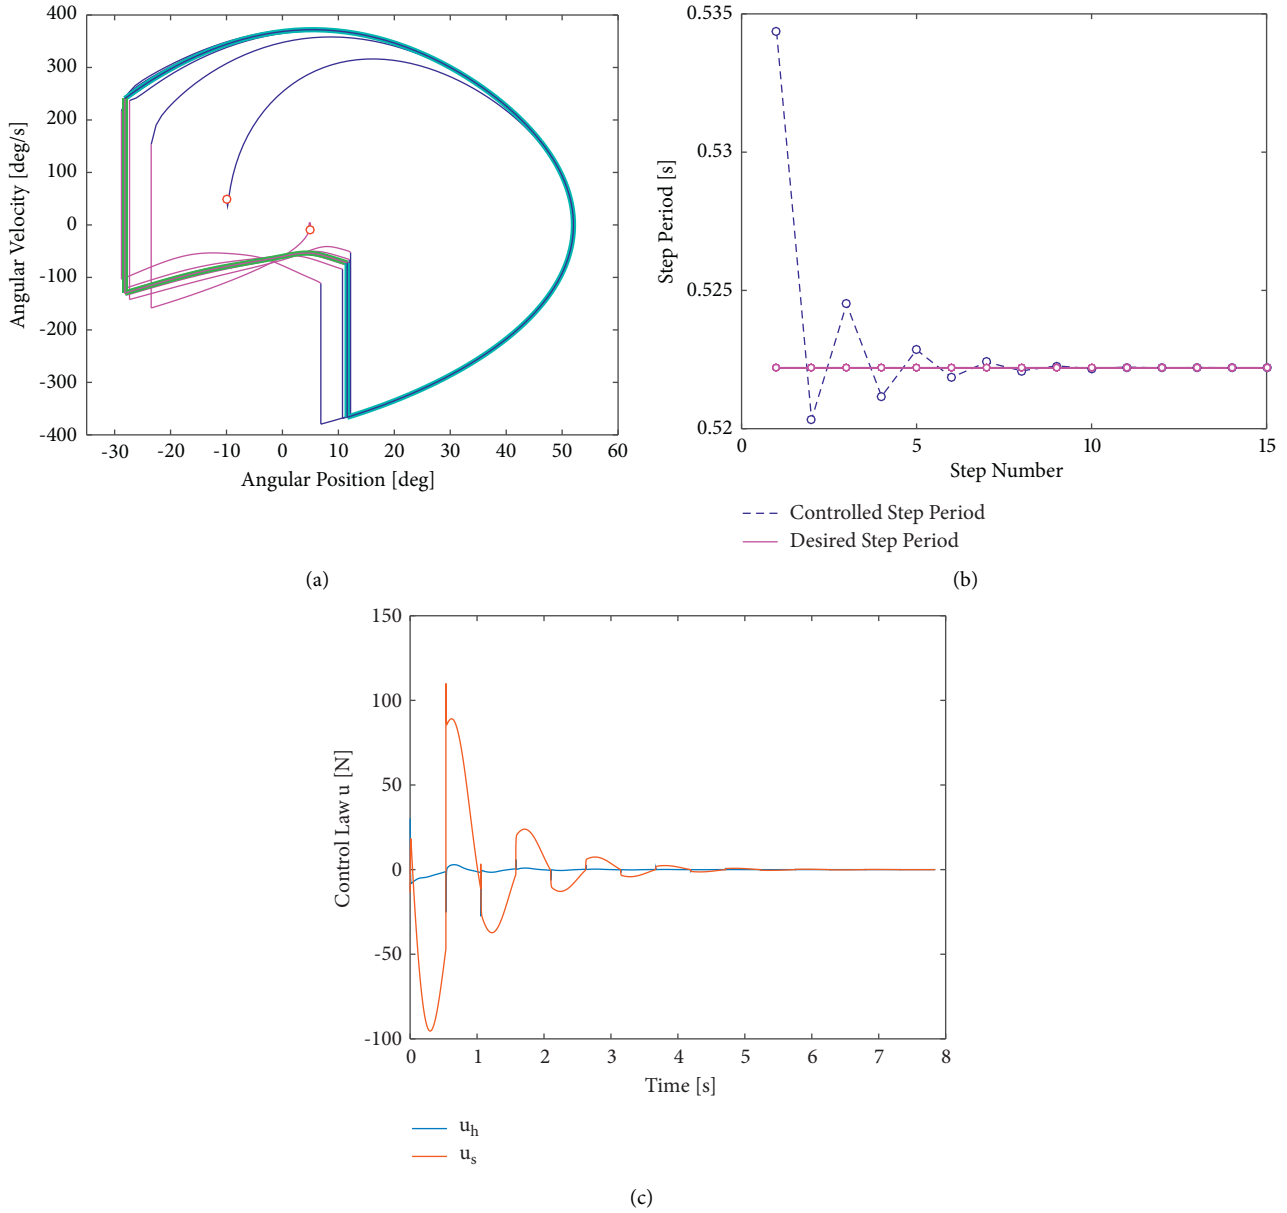 400
300
200
100
0
-100
-200
-300
-400
Angular Velocity [deg/s]
-30 -20 -10 0 10 20 30 40 50 60
Angular Position [deg]
(a)
0.535
0.53
0.525
0.52
Step Period [s]
0 5 10 15
Step Number
Controlled Step Period
Desired Step Period
(b)
150
100
50
0
-50
-100
Control Law u [N]
0 1 2 3 4 5 6 7 8
Time [s]
u_h
u_s
(c)